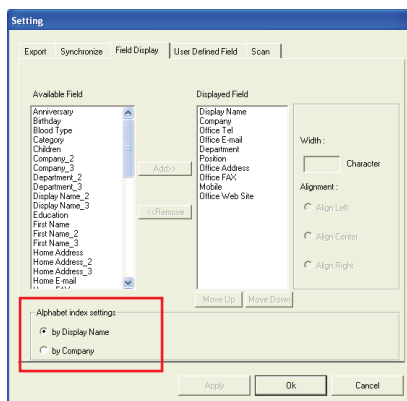 Setting
Export Synchronize Field Display User Defined Field Scan
Available Field
Anniversary
Birthday
Blood Type
Category
Children
Company_2
Company_3
Department_2
Department_3
Display Name_2
Display Name_3
Education
First Name
First Name_2
First Name_3
Home Address
Home Address_2
Home Address_3
Home E-mail
Add>>
<<Remove
Displayed Field
Display Name
Company
Office Tel
Office E-mail
Department
Position
Office Address
Office FAX
Mobile
Office Web Site
Move Up Move Down
Width :
Character
Alignment :
Align Left
Align Center
Align Right
Alphabet index settings
by Display Name
by Company
Apply Ok Cancel